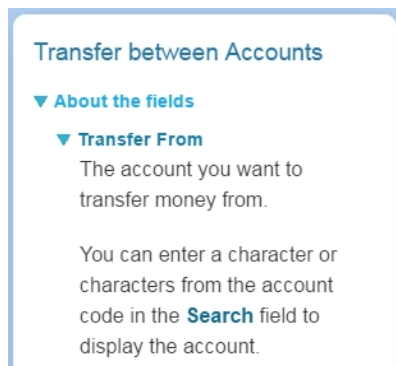 Transfer between Accounts
About the fields
Transfer From
The account you want to
transfer money from.
You can enter a character or
characters from the account
code in the Search field to
display the account.